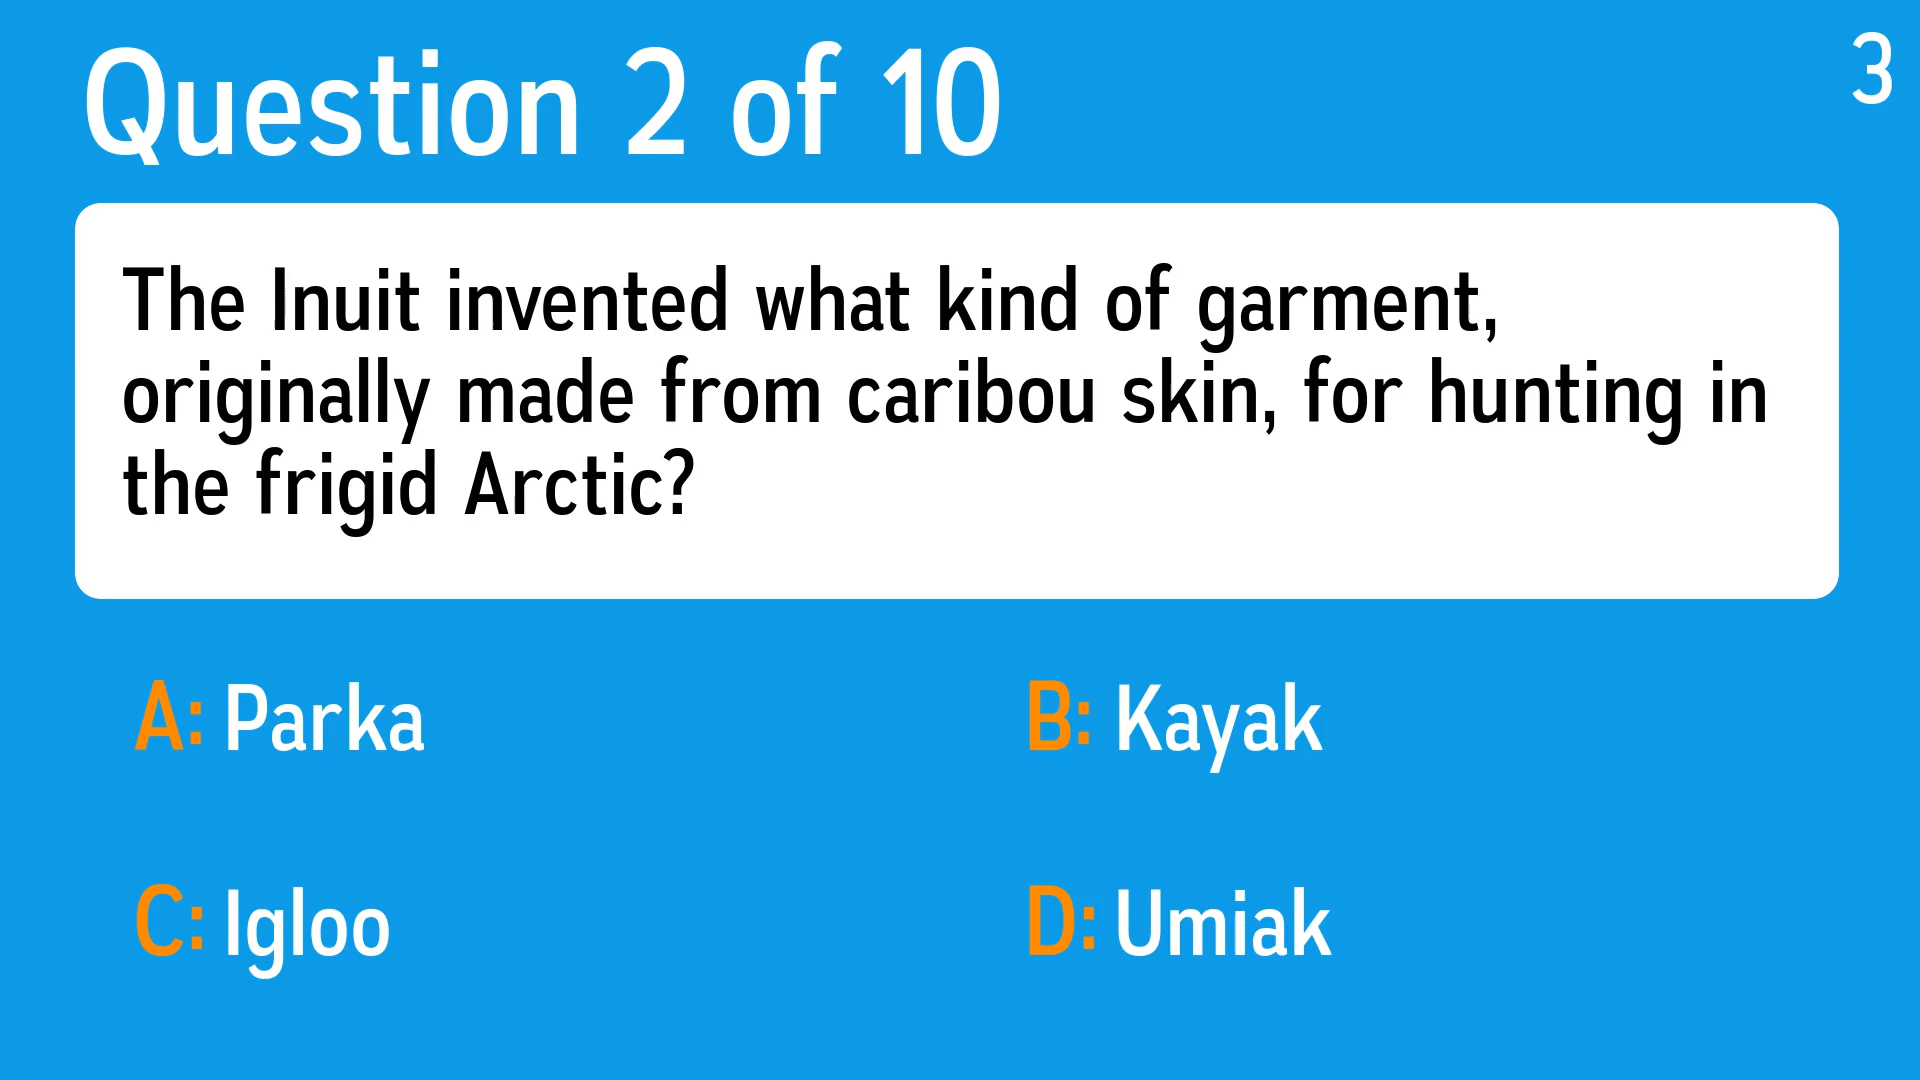 Question 2 of 10
3
The Inuit invented what kind of garment,
originally made from caribou skin, for hunting in
the frigid Arctic?
A: Parka
B: Kayak
C: Igloo
D: Umiak